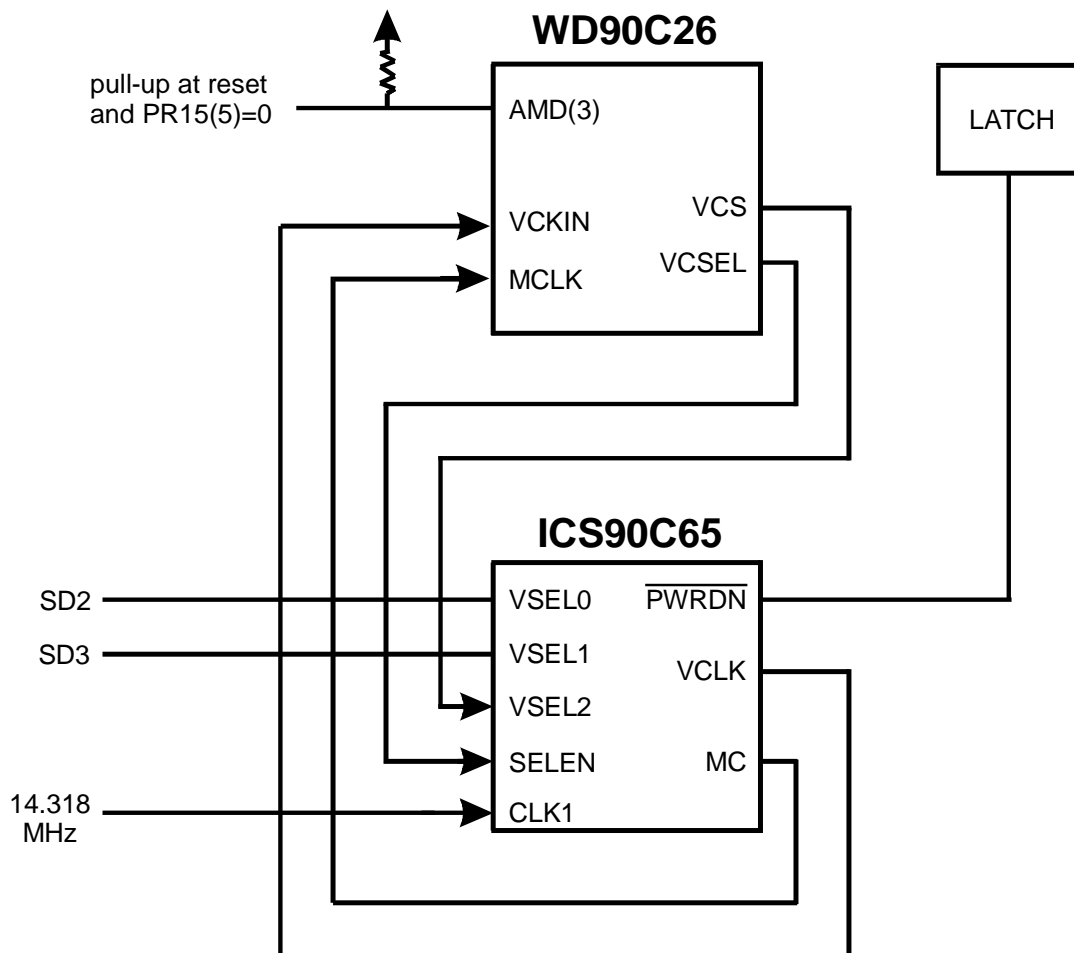 WD90C26
pull-up at reset
and PR15(5)=0
AMD(3)
LATCH
VCS
VCKIN
VCSEL
MCLK
ICS90C65
SD2
VSEL0
PWRDN
SD3
VSEL1
VCLK
VSEL2
SELEN
MC
14.318
MHz
CLK1